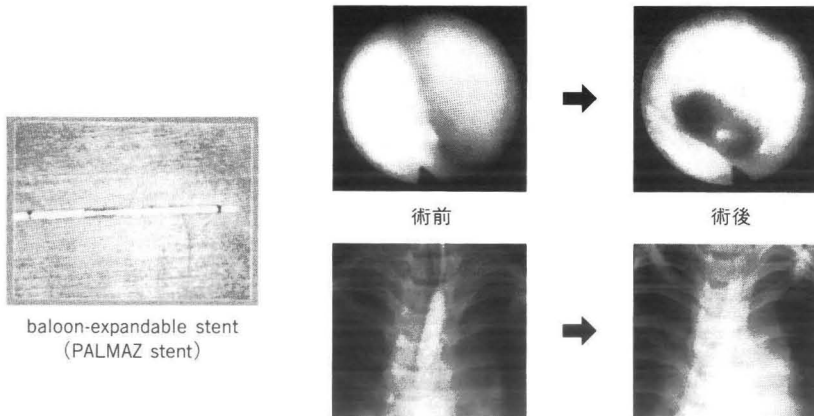 術前
術後
baloon-expandable stent
(PALMAZ stent)